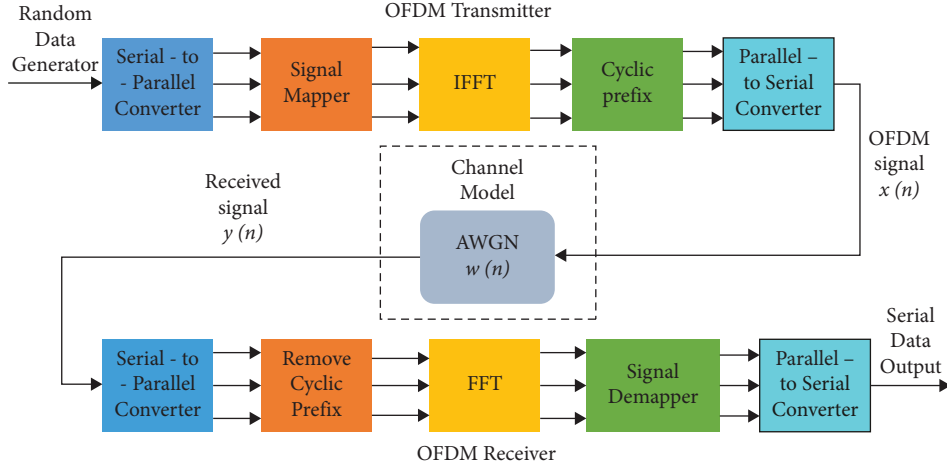 OFDM Transmitter
Random
Data
Generator
Serial - to
- Parallel
Converter
Signal
Mapper
IFFT
Cyclic
prefix
Parallel –
to Serial
Converter
OFDM
signal
x (n)
Channel
Model
AWGN
w (n)
Received
signal
y (n)
Serial - to
- Parallel
Converter
Remove
Cyclic
Prefix
FFT
Signal
Demapper
Parallel –
to Serial
Converter
Serial
Data
Output
OFDM Receiver